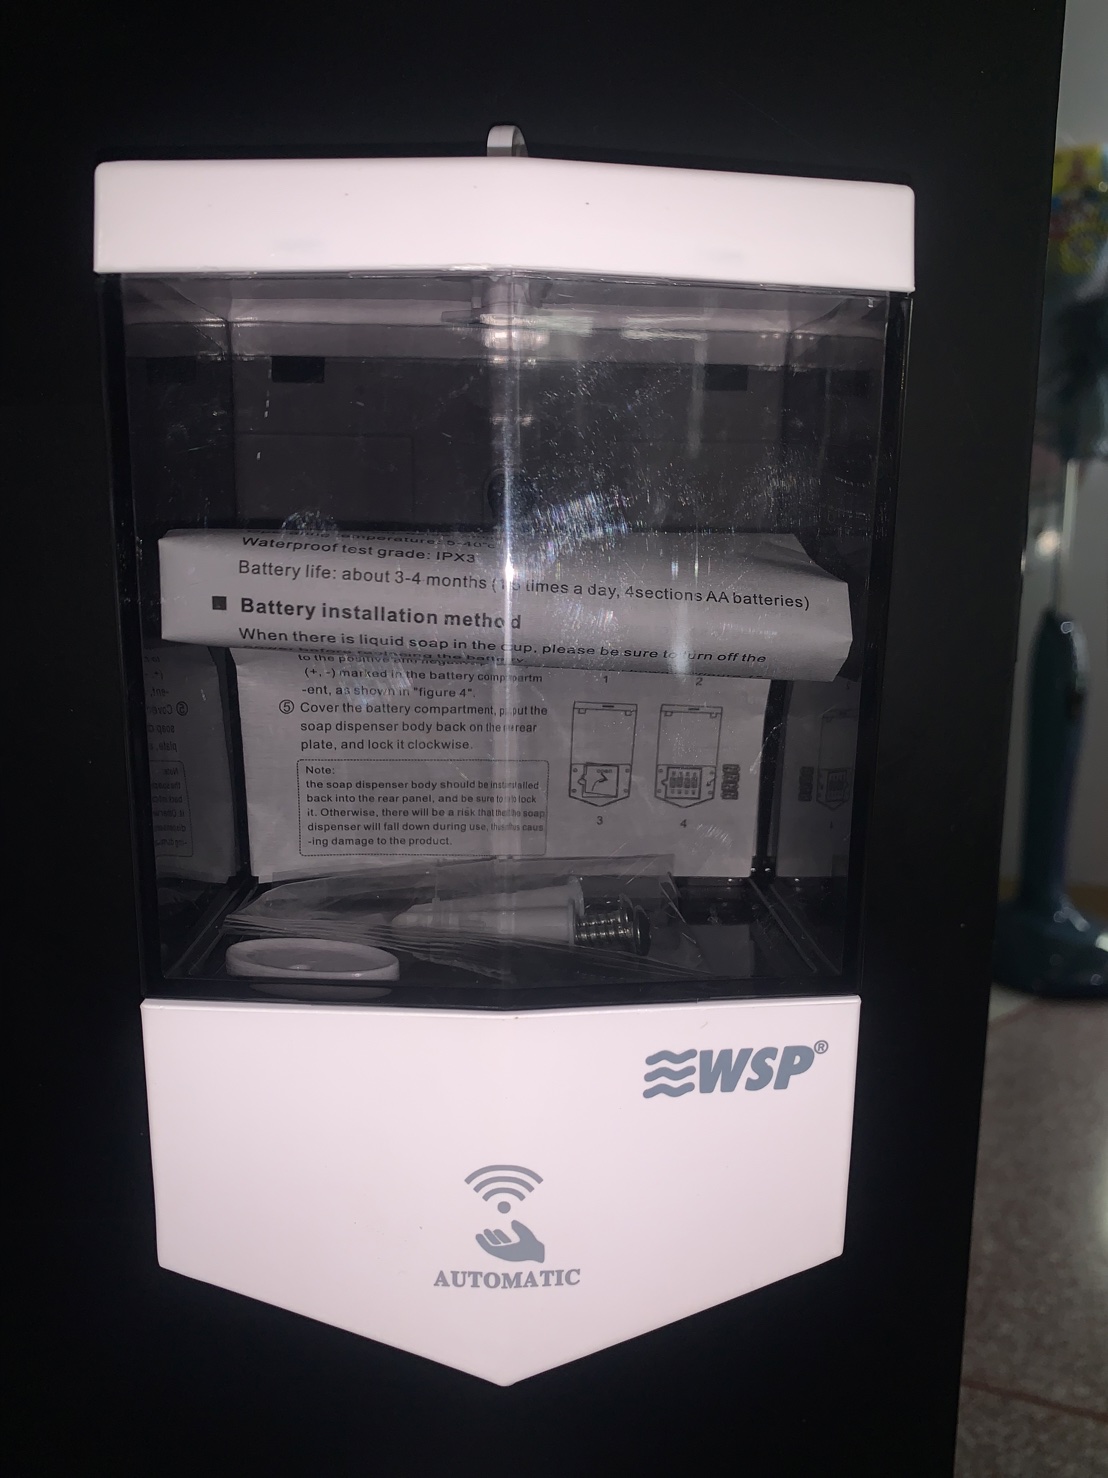 Waterproof test grade: IPX3
Battery life: about 3-4 months ( times a day, 4sections AA batteries)
■ Battery installation method
When there is liquid soap in the cup, please be sure to turn off the
to the positive and
(+, -) marked in the battery compartm
-ent, as shown in "figure 4".
⑤ Cover the battery compartment, put the
soap dispenser body back on the rear
plate, and lock it clockwise.
Note:
the soap dispenser body should be installed
back into the rear panel, and be sure to lock
it. Otherwise, there will be a risk that the soap
dispenser will fall down during use, thus caus
-ing damage to the product.
1
2
3
4
WSP®
AUTOMATIC